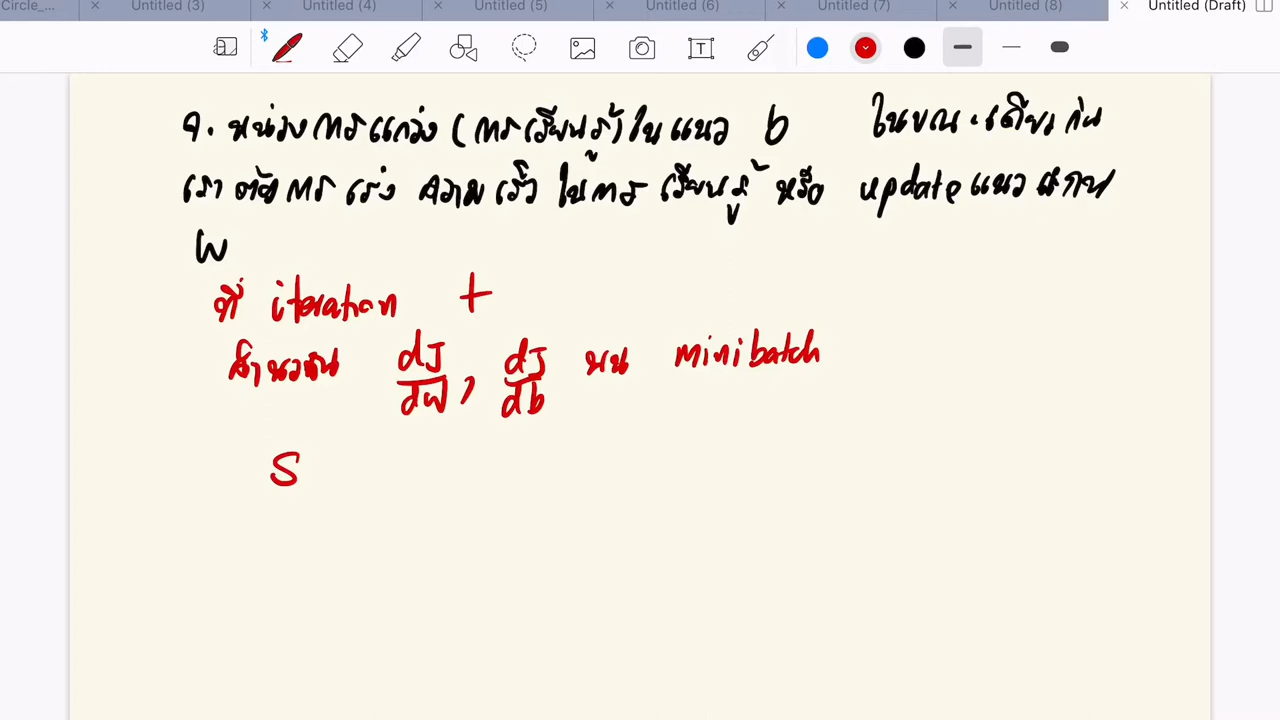 Circle_... × Untitled (3) × Untitled (4) × Untitled (5) × Untitled (6) × Untitled (7) × Untitled (8) × Untitled (Draft)
T
หน่วงการแกว่ง (การเรียนรู้) ในแนว b ในขณะเดียวกัน
เราต้องการเร่งความเร็วในการเรียนรู้ หรือ update แนวแกน
W
ที่ iteration t
คำนวณ dJ/dW, dJ/db บน minibatch
S